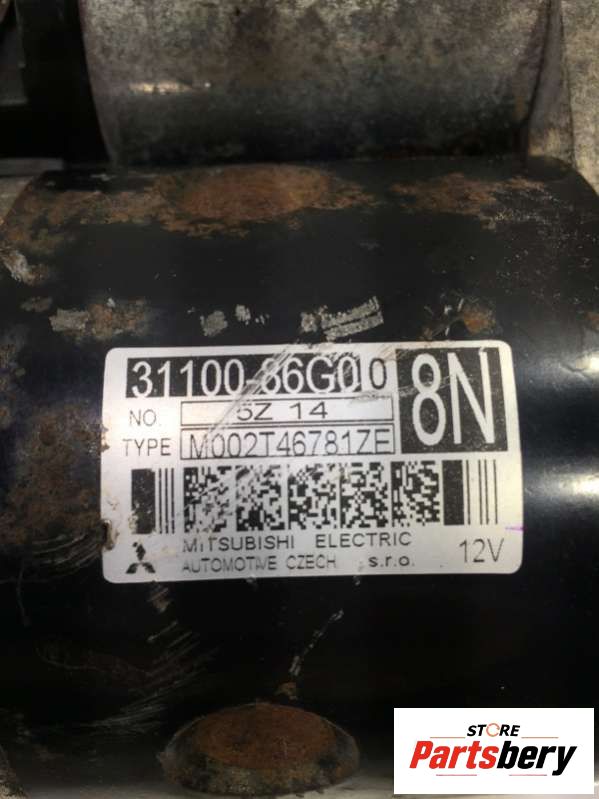 31100-86G00
8N
NO. 5Z 14
TYPE M002T46781ZE
MITSUBISHI ELECTRIC
AUTOMOTIVE CZECH s.r.o. 12V
STORE
Partsbery